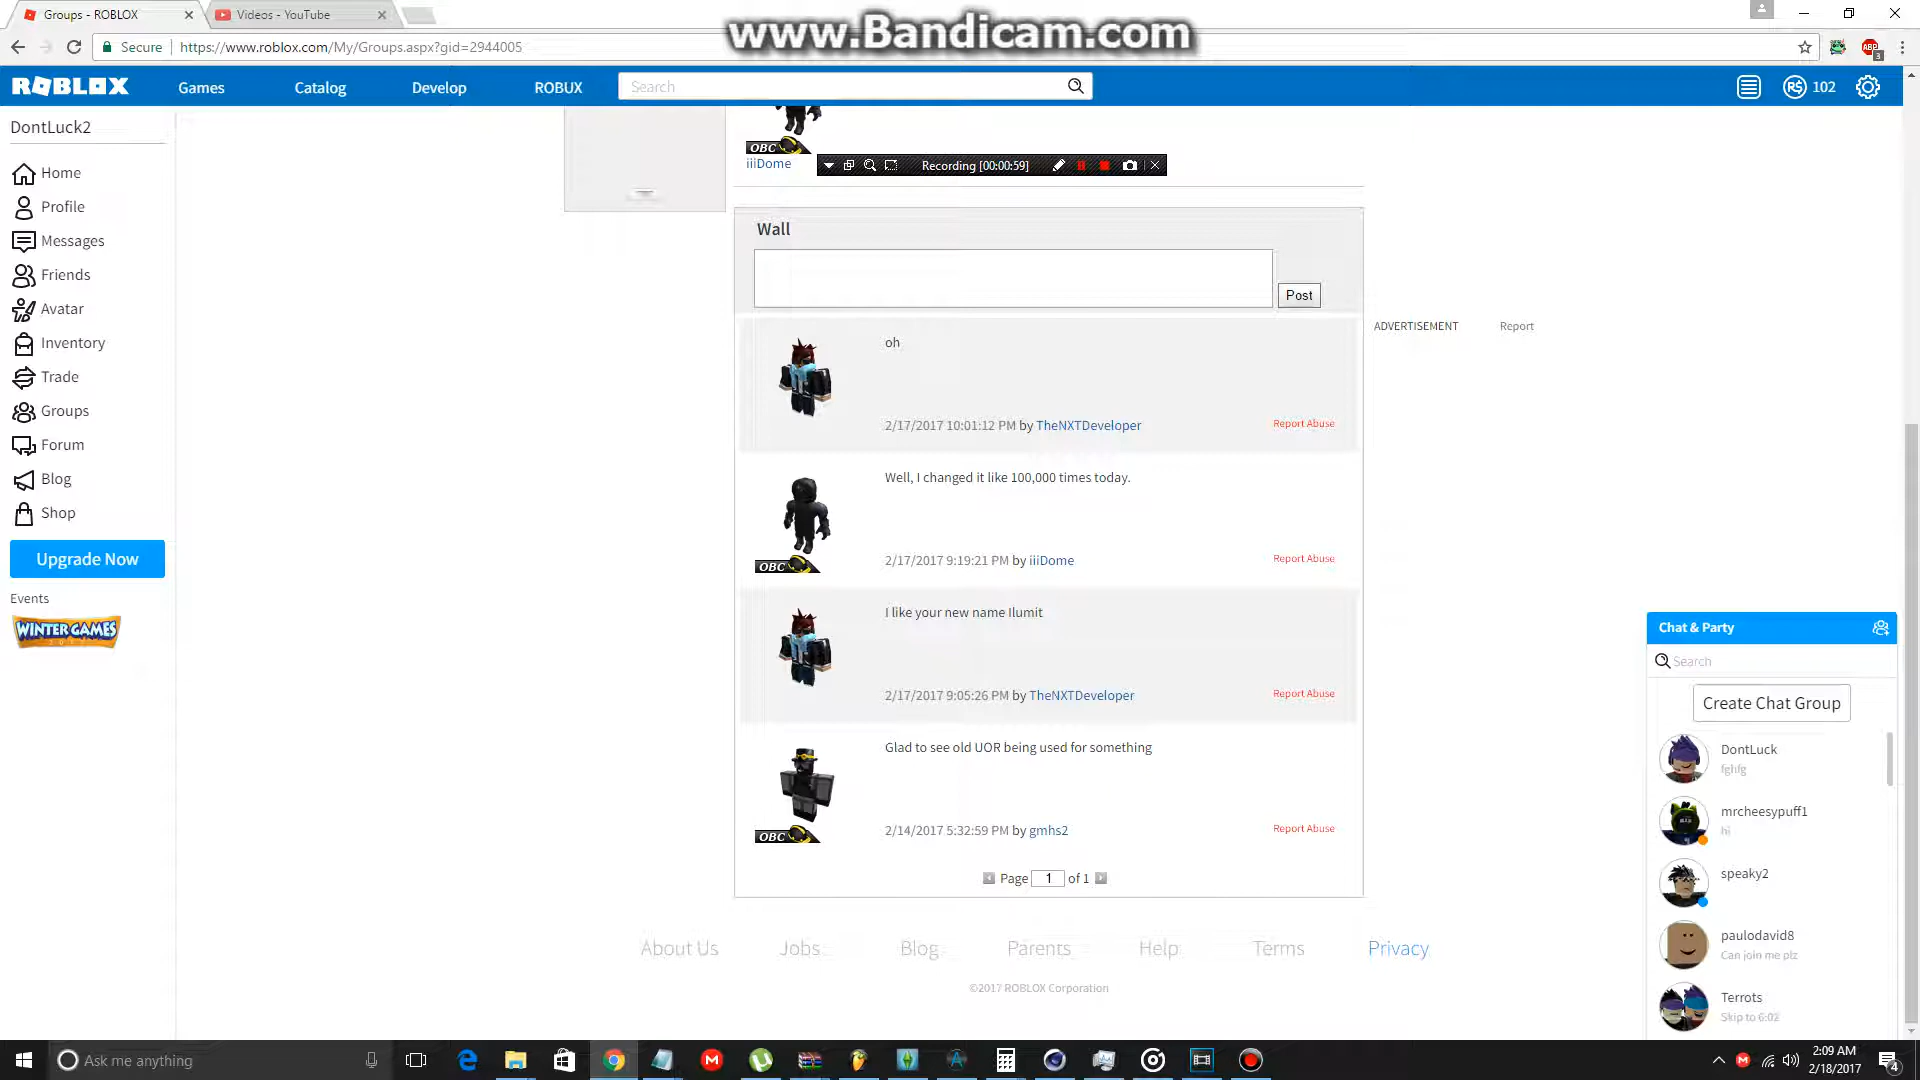 Groups - ROBLOX
Videos - YouTube
www.Bandicam.com
Secure
https://www.roblox.com/My/Groups.aspx?gid=2944005
ABP
3
ROBLOX
Games
Catalog
Develop
ROBUX
Search
R$
102
DontLuck2
Home
Profile
Messages
Friends
Avatar
Inventory
Trade
Groups
Forum
Blog
Shop
Upgrade Now
Events
WINTER GAMES
OBC
iiiDome
Recording [00:00:59]
Wall
Post
oh
2/17/2017 10:01:12 PM by TheNXTDeveloper
Report Abuse
Well, I changed it like 100,000 times today.
OBC
2/17/2017 9:19:21 PM by iiiDome
Report Abuse
I like your new name Ilumit
2/17/2017 9:05:26 PM by TheNXTDeveloper
Report Abuse
Glad to see old UOR being used for something
OBC
2/14/2017 5:32:59 PM by gmhs2
Report Abuse
Page 1 of 1
ADVERTISEMENT
Report
About Us
Jobs
Blog
Parents
Help
Terms
Privacy
©2017 ROBLOX Corporation
Chat & Party
Search
Create Chat Group
DontLuck
fghfg
mrcheesypuff1
hi
speaky2
paulodavid8
Can join me plz
Terrots
Skip to 6:02
Ask me anything
2:09 AM
2/18/2017
4